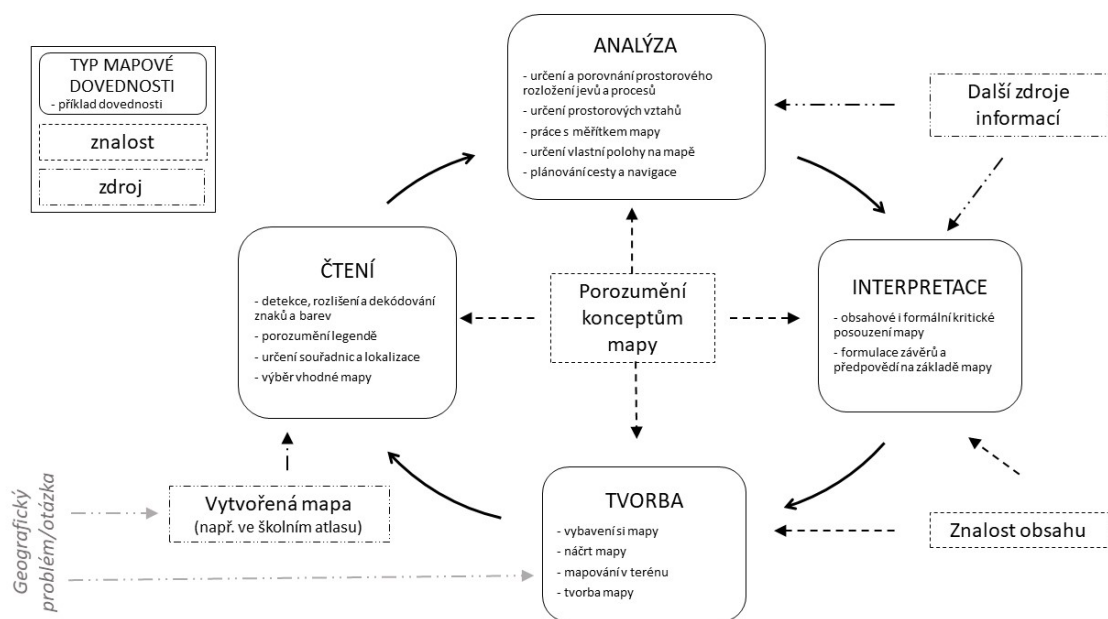 TYP MAPOVÉ
DOVEDNOSTI
- příklad dovednosti
znalost
zdroj
ANALÝZA
- určení a porovnání prostorového
rozložení jevů a procesů
- určení prostorových vztahů
- práce s měřítkem mapy
- určení vlastní polohy na mapě
- plánování cesty a navigace
Další zdroje
informací
ČTENÍ
- detekce, rozlišení a dekódování
znaků a barev
- porozumění legendě
- určení souřadnic a lokalizace
- výběr vhodné mapy
Porozumění
konceptům
mapy
INTERPRETACE
- obsahové i formální kritické
posouzení mapy
- formulace závěrů a
předpovědí na základě mapy
Geografický
problém/otázka
Vytvořená mapa
(např. ve školním atlasu)
TVORBA
- vybavení si mapy
- náčrt mapy
- mapování v terénu
- tvorba mapy
Znalost obsahu